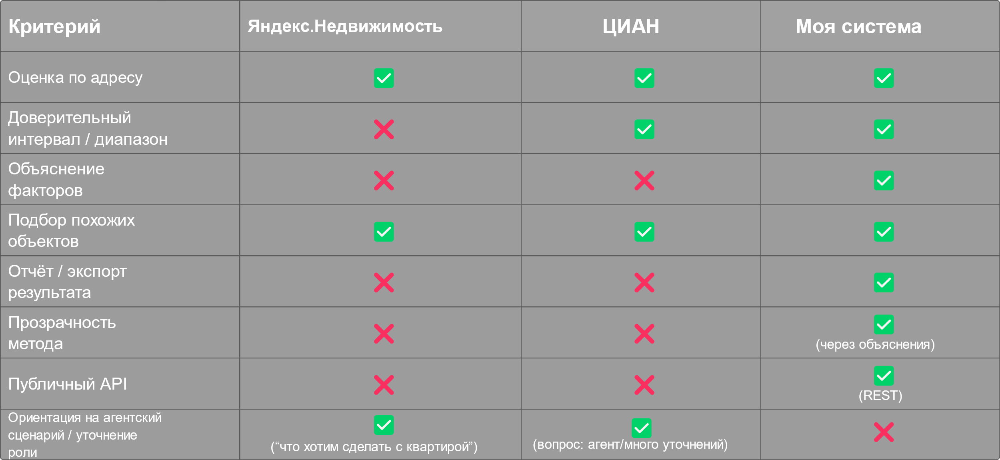 Критерий
Яндекс.Недвижимость
ЦИАН
Моя система
Оценка по адресу
Доверительный
интервал / диапазон
Объяснение
факторов
Подбор похожих
объектов
Отчёт / экспорт
результата
Прозрачность
метода
(через объяснения)
Публичный API
(REST)
Ориентация на агентский
сценарий / уточнение
роли
(“что хотим сделать с квартирой”)
(вопрос: агент/много уточнений)